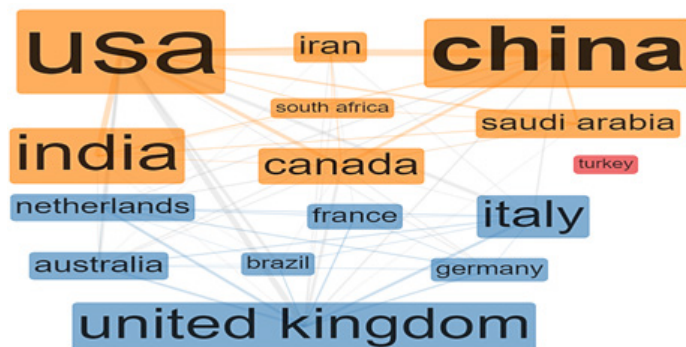 usa
iran
china
south africa
saudi arabia
india
canada
turkey
netherlands
france
italy
australia
brazil
germany
united kingdom